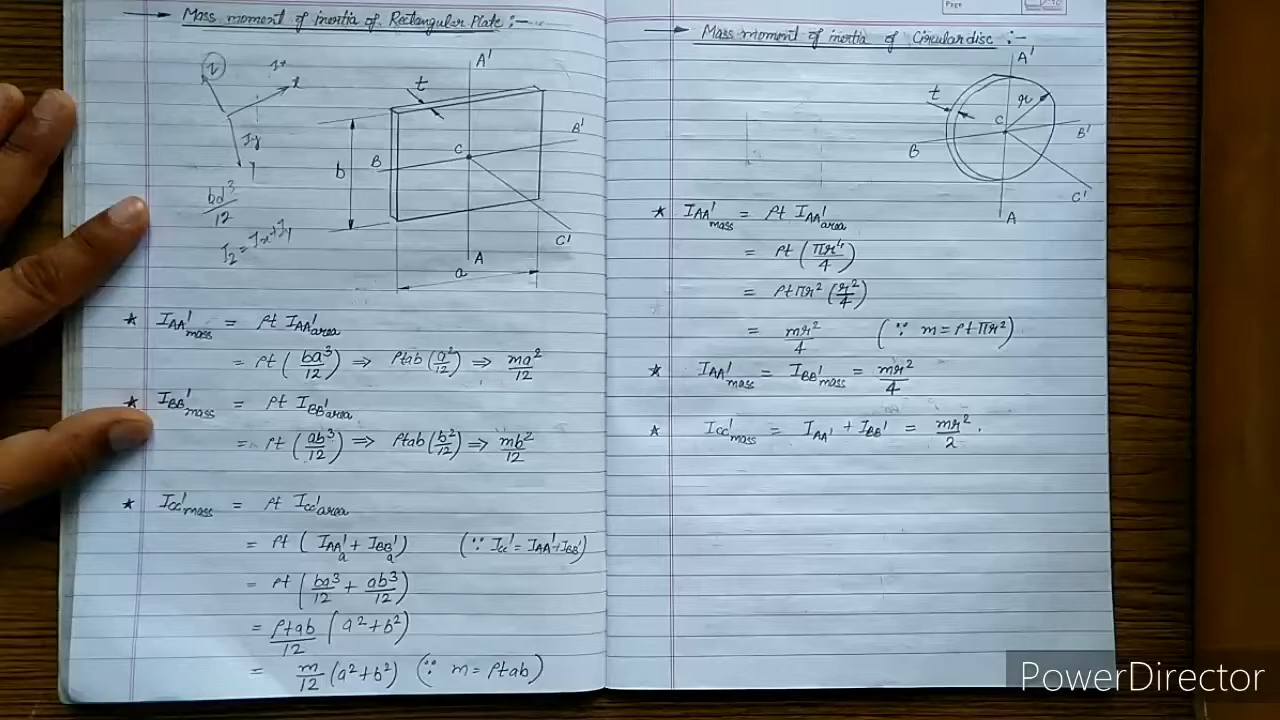 → Mass moment of inertia of Rectangular Plate :-
A'
t
B'
B
C
b
C'
A
a
bd³/12
I_z = I_x + I_y
I_y
* I_AA' mass = ρt I_AA' area
= ρt (ba³/12) ⇒ ρtab (a²/12) ⇒ ma²/12
* I_BB' mass = ρt I_BB' area
= ρt (ab³/12) ⇒ ρtab (b²/12) ⇒ mb²/12
* I_CC' mass = ρt I_CC' area
= ρt ( I_AA' a + I_BB' a ) (∵ I_CC' = I_AA' + I_BB')
= ρt (ba³/12 + ab³/12)
= ρtab/12 (a² + b²)
= m/12 (a² + b²) (∵ m = ρtab)
→ Mass moment of inertia of Circular disc :-
A'
t
r
C
B'
B
C'
A
* I_AA' mass = ρt I_AA' area
= ρt (πr⁴/4)
= ρtπr² (r²/4)
= mr²/4 (∵ m = ρtπr²)
* I_AA' mass = I_BB' mass = mr²/4
* I_CC' mass = I_AA' + I_BB' = mr²/2.
PowerDirector